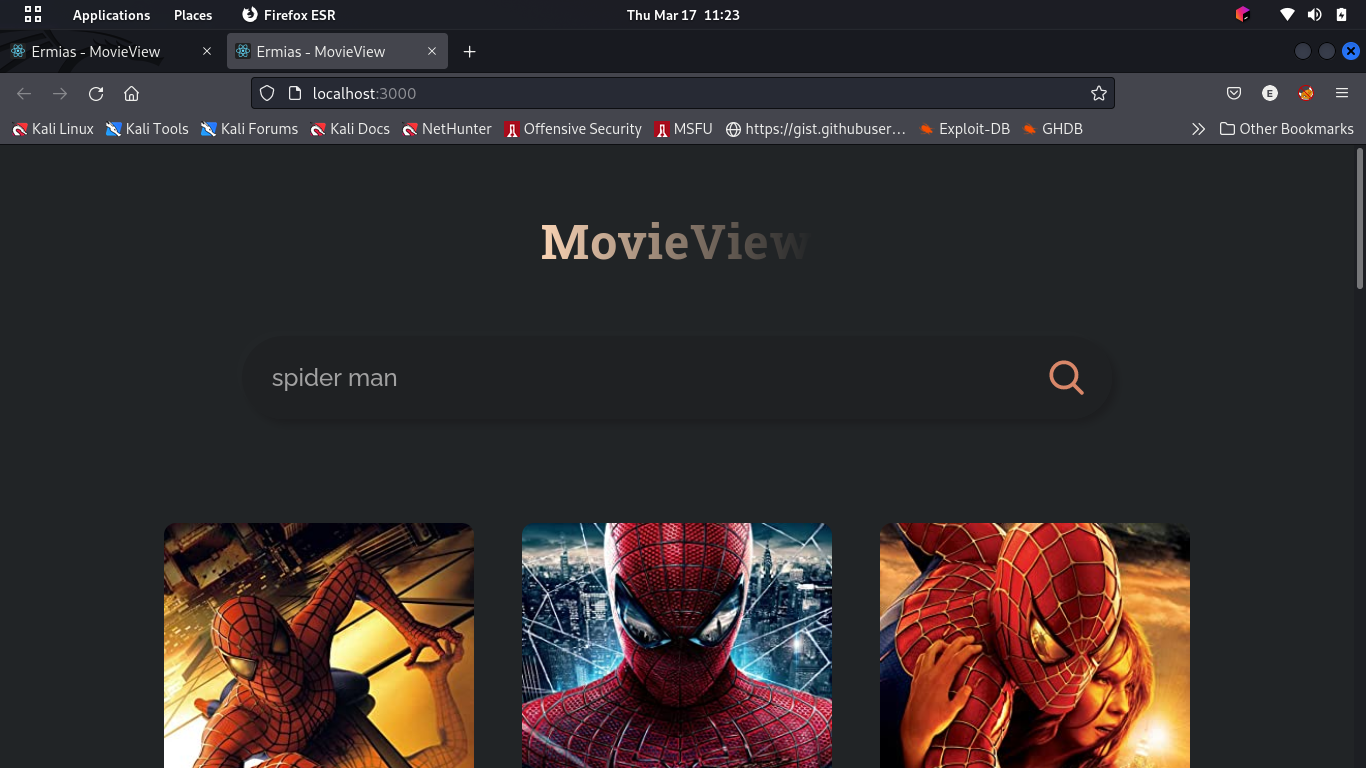 Applications Places Firefox ESR Thu Mar 17 11:23
Ermias - MovieView Ermias - MovieView
localhost:3000 E
Kali Linux Kali Tools Kali Forums Kali Docs NetHunter Offensive Security MSFU https://gist.githubuser… Exploit-DB GHDB Other Bookmarks
MovieView
spider man